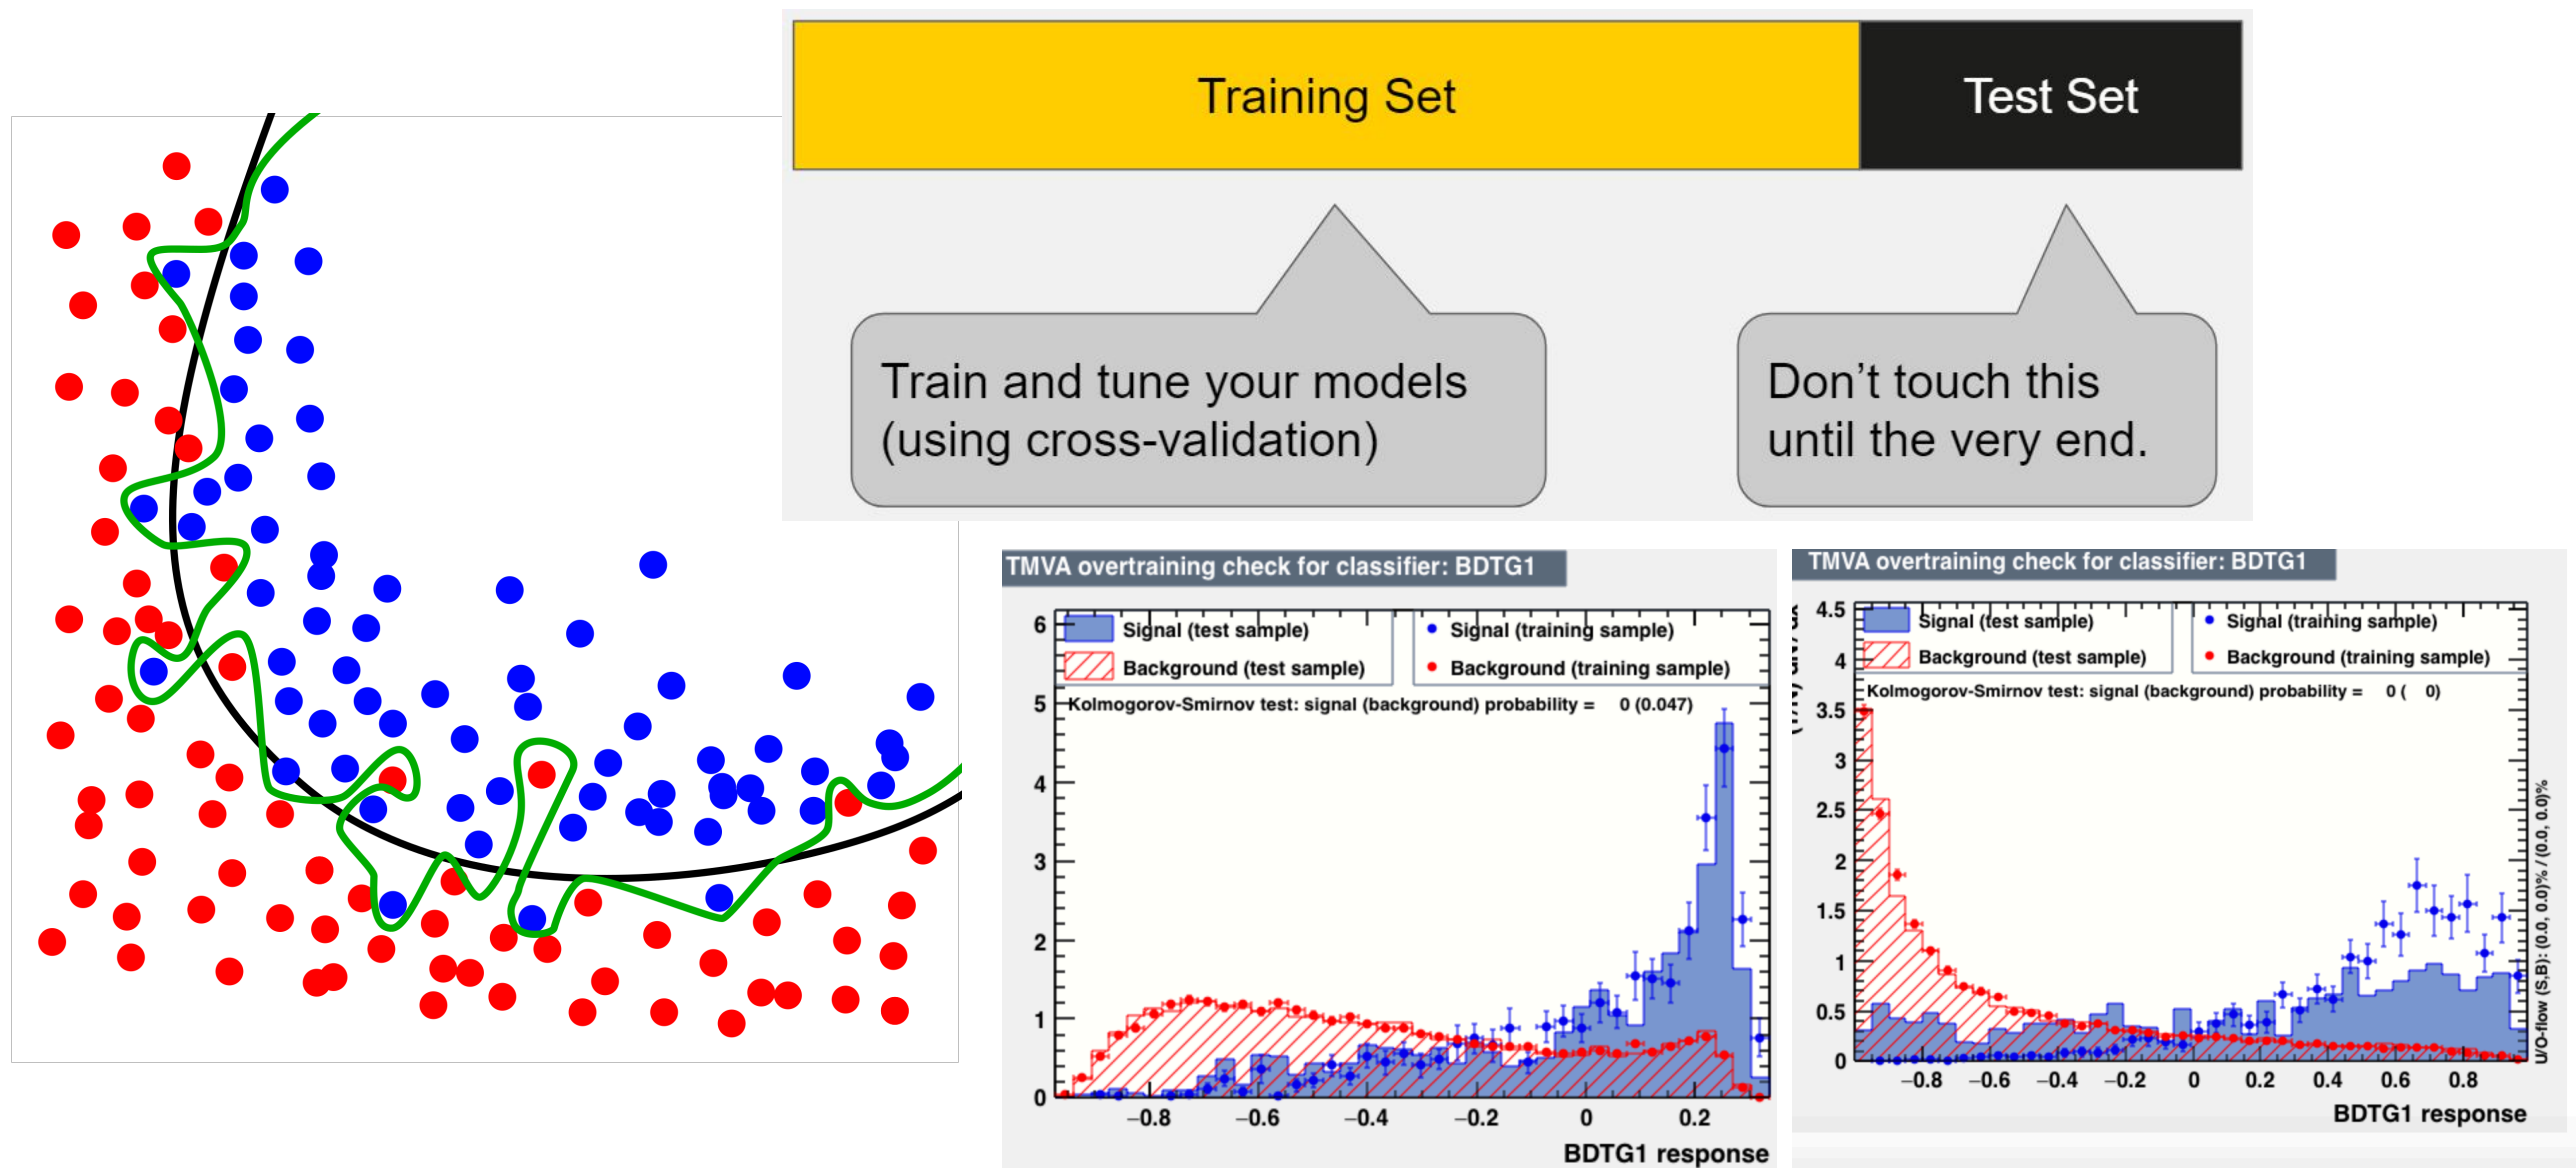 Training Set
Test Set
Train and tune your models
(using cross-validation)
Don't touch this
until the very end.
TMVA overtraining check for classifier: BDTG1
Signal (test sample)
Signal (training sample)
Background (test sample)
Background (training sample)
Kolmogorov-Smirnov test: signal (background) probability = 0 (0.047)
6
5
4
3
2
1
0
−0.8 −0.6 −0.4 −0.2 0 0.2
BDTG1 response
TMVA overtraining check for classifier: BDTG1
Signal (test sample)
Signal (training sample)
Background (test sample)
Background (training sample)
Kolmogorov-Smirnov test: signal (background) probability = 0 ( 0)
4.5
4
3.5
3
2.5
2
1.5
1
0.5
0
−0.8 −0.6 −0.4 −0.2 0 0.2 0.4 0.6 0.8
BDTG1 response
U/O-flow (S,B): (0.0, 0.0)% / (0.0, 0.0)%